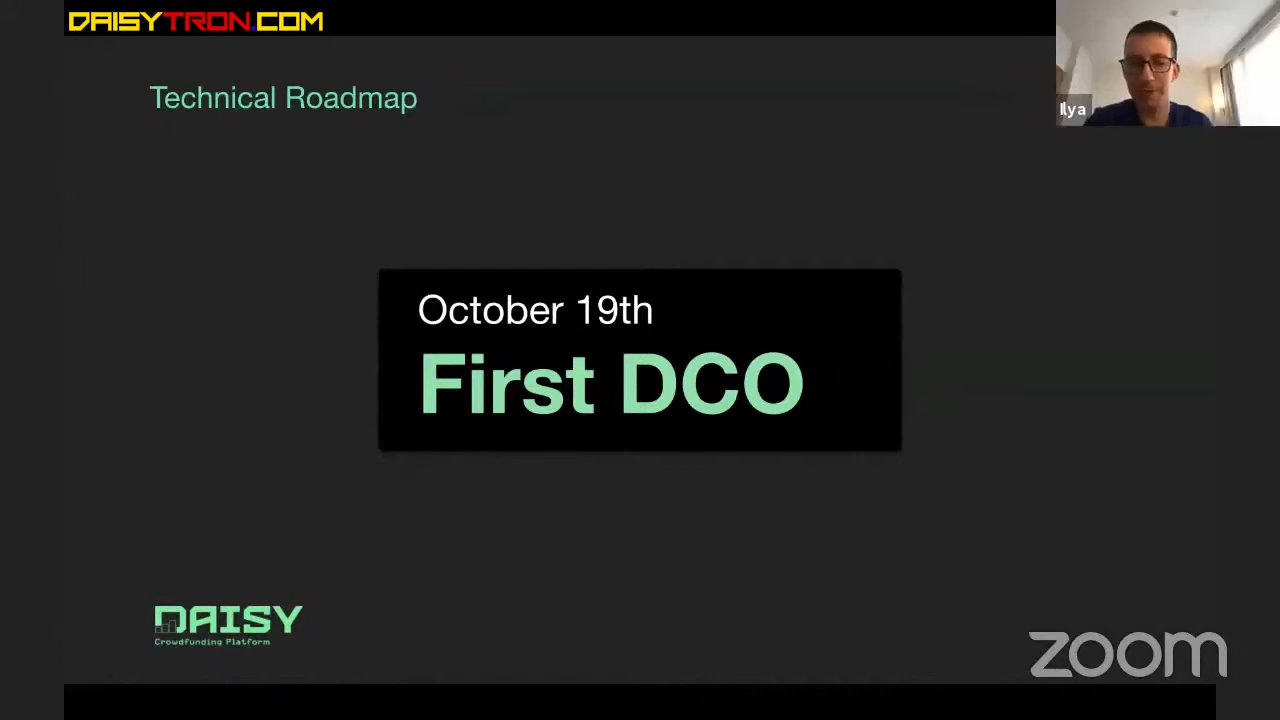 DAISYTRON.COM
Technical Roadmap
Ilya
October 19th
First DCO
DAISY
Crowdfunding Platform
zoom